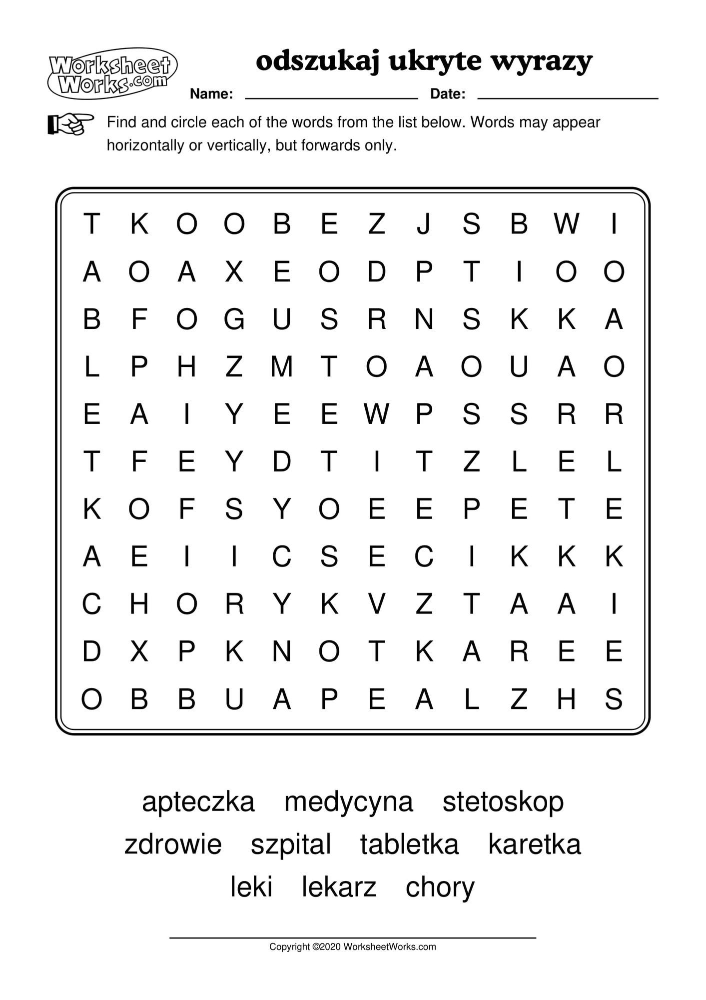 Worksheet
Works.com
odszukaj ukryte wyrazy
Name: Date:
Find and circle each of the words from the list below. Words may appear
horizontally or vertically, but forwards only.
T K O O B E Z J S B W I
A O A X E O D P T I O O
B F O G U S R N S K K A
L P H Z M T O A O U A O
E A I Y E E W P S S R R
T F E Y D T I T Z L E L
K O F S Y O E E P E T E
A E I I C S E C I K K K
C H O R Y K V Z T A A I
D X P K N O T K A R E E
O B B U A P E A L Z H S
apteczka medycyna stetoskop
zdrowie szpital tabletka karetka
leki lekarz chory
Copyright ©2020 WorksheetWorks.com